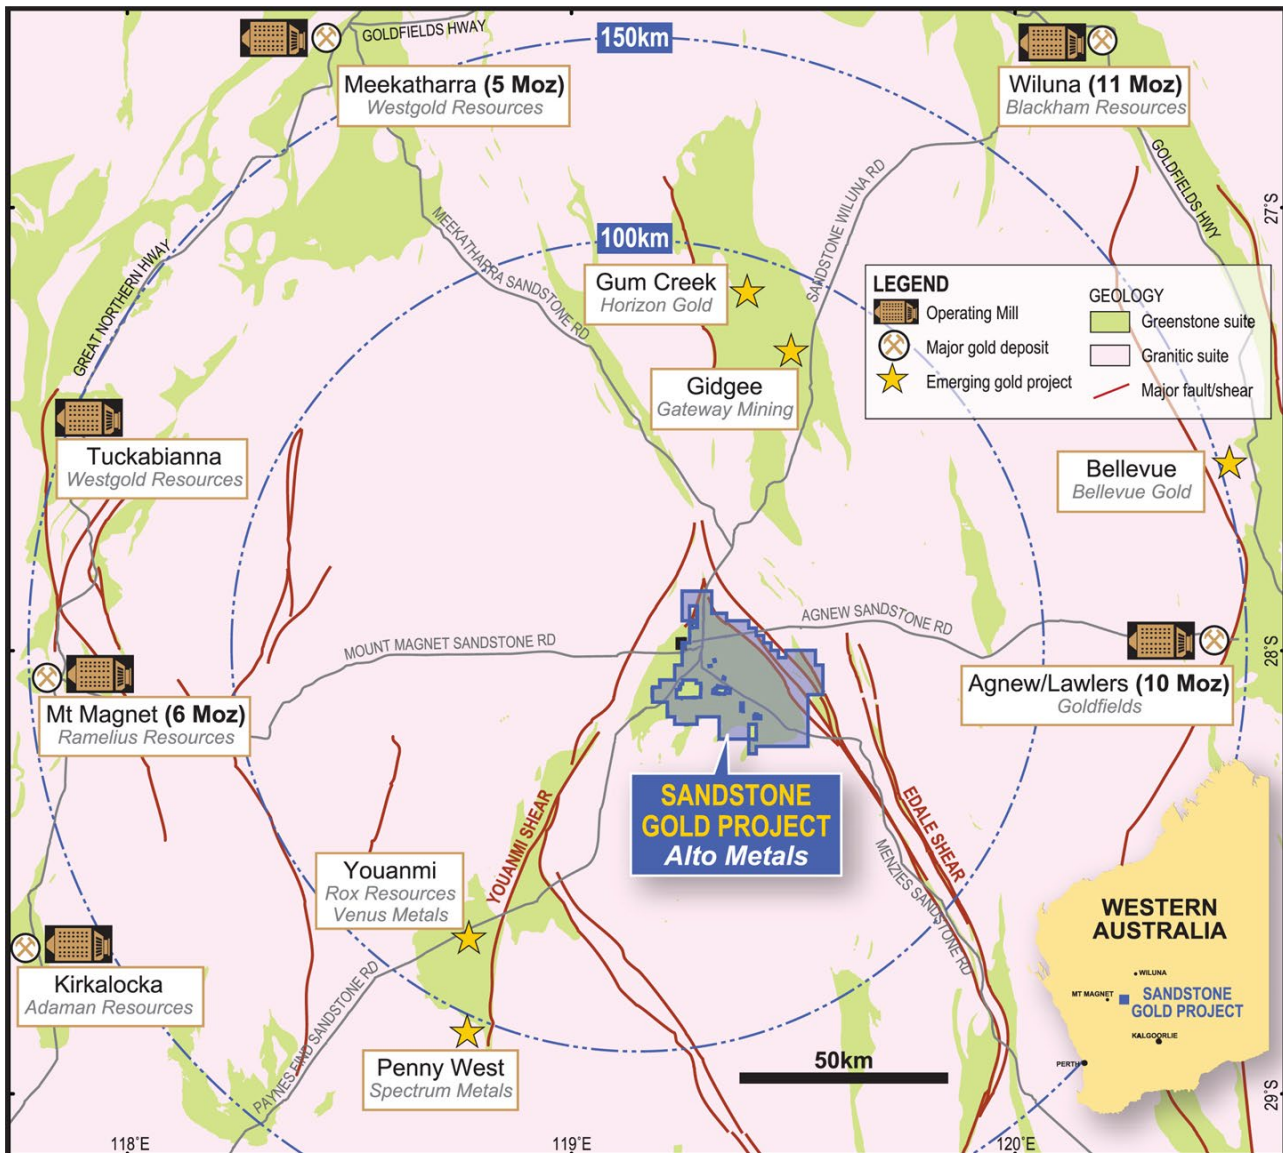 GOLDFIELDS HWY
150km
Meekatharra (5 Moz)
Westgold Resources
Wiluna (11 Moz)
Blackham Resources
GOLDFIELDS HWY
27°S
MEEKATHARRA SANDSTONE RD
SANDSTONE WILUNA RD
100km
GREAT NORTHERN HWY
Gum Creek
Horizon Gold
Gidgee
Gateway Mining
LEGEND
Operating Mill
Major gold deposit
Emerging gold project
GEOLOGY
Greenstone suite
Granitic suite
Major fault/shear
Tuckabianna
Westgold Resources
Bellevue
Bellevue Gold
MOUNT MAGNET SANDSTONE RD
AGNEW SANDSTONE RD
28°S
Mt Magnet (6 Moz)
Ramelius Resources
Agnew/Lawlers (10 Moz)
Goldfields
SANDSTONE
GOLD PROJECT
Alto Metals
YOUANMI SHEAR
EDALE SHEAR
MENZIES SANDSTONE RD
Youanmi
Rox Resources
Venus Metals
Kirkalocka
Adaman Resources
PAYNES FIND SANDSTONE RD
Penny West
Spectrum Metals
50km
WESTERN
AUSTRALIA
WILUNA
MT MAGNET
SANDSTONE
GOLD PROJECT
KALGOORLIE
PERTH
29°S
118°E
119°E
120°E